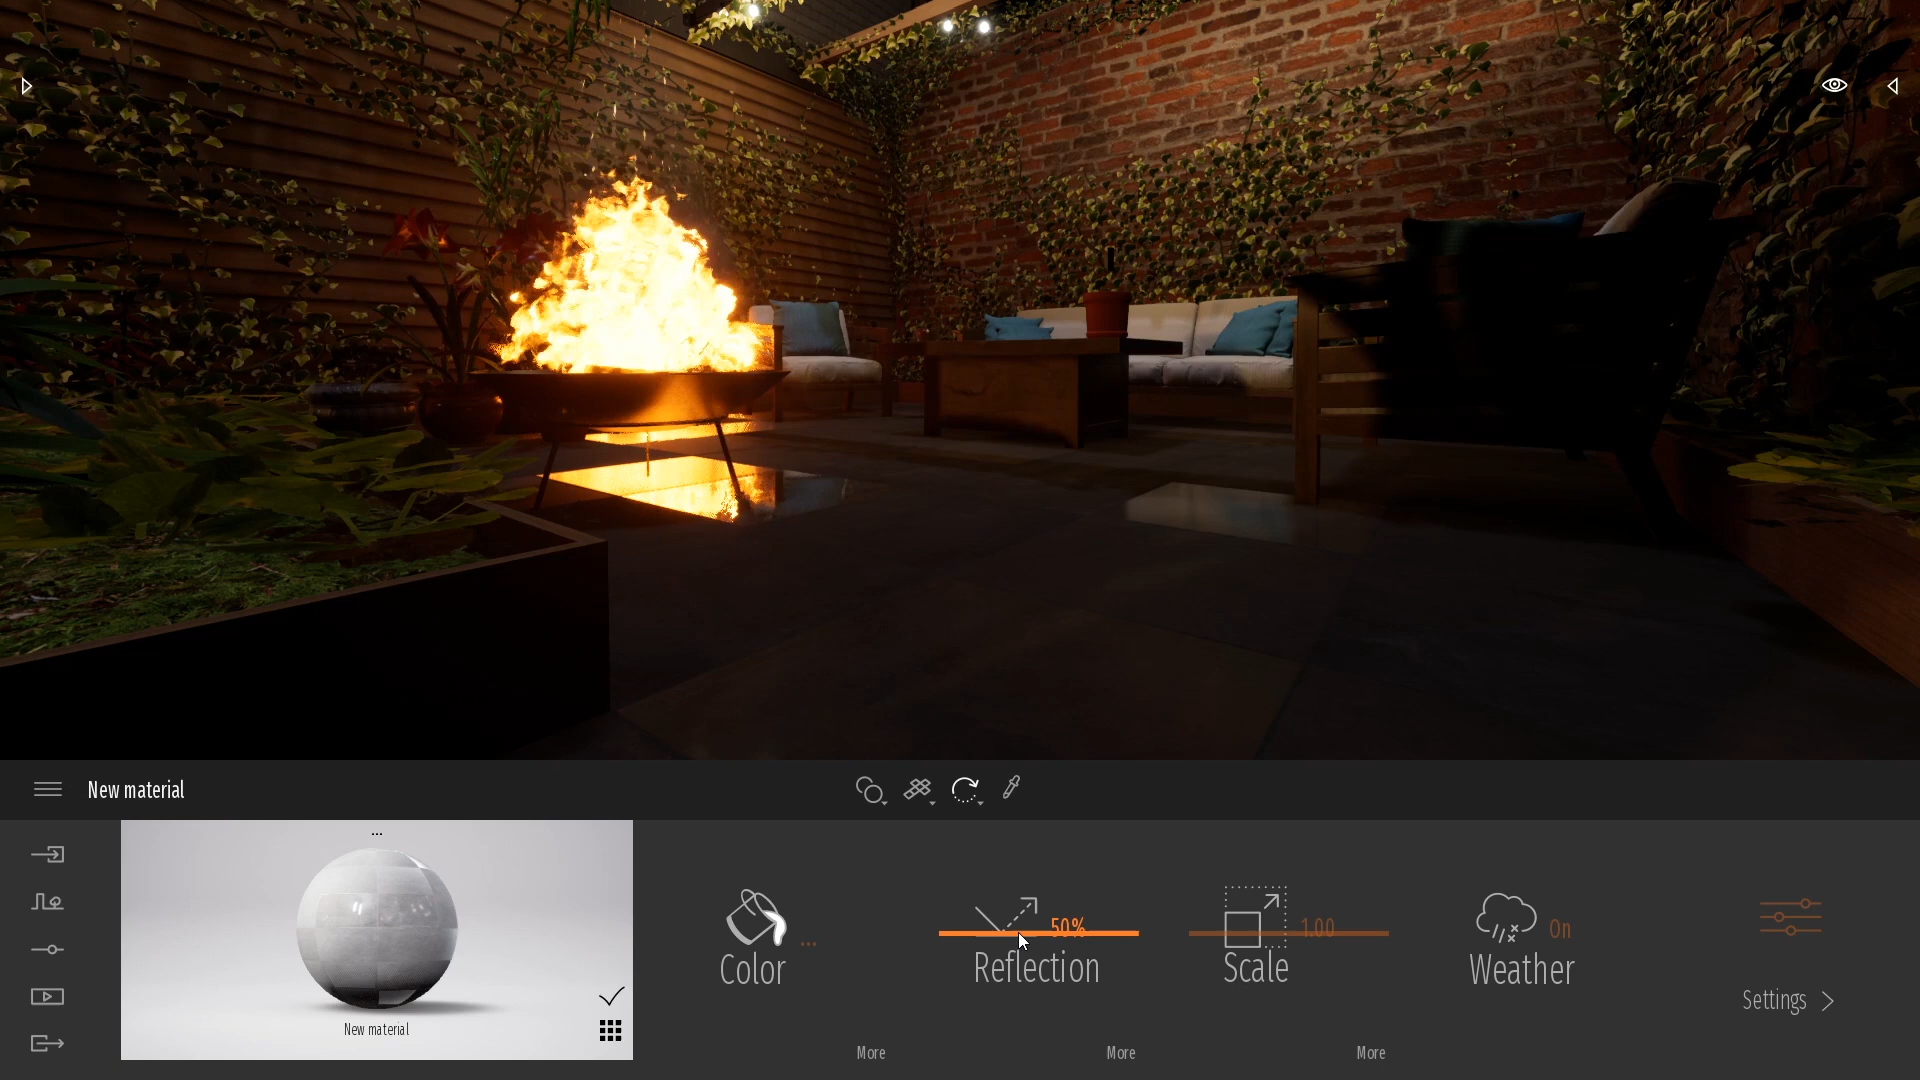 New material
...
New material
Color
...
50%
Reflection
1.00
Scale
On
Weather
Settings
More
More
More